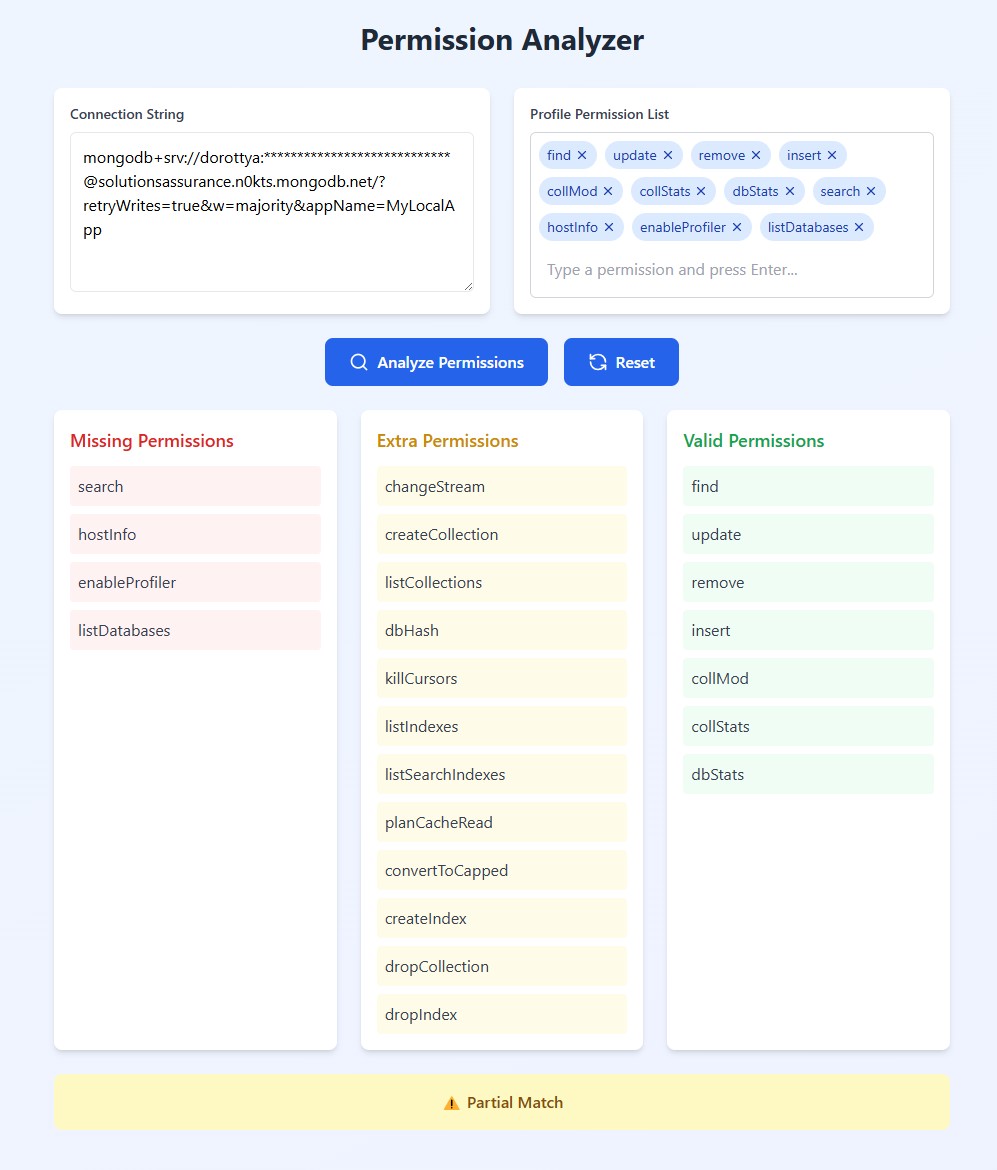 Permission Analyzer
Connection String
mongodb+srv://dorottya:****************************
@solutionsassurance.n0kts.mongodb.net/?
retryWrites=true&w=majority&appName=MyLocalA
pp
Profile Permission List
find ✕ update ✕ remove ✕ insert ✕
collMod ✕ collStats ✕ dbStats ✕ search ✕
hostInfo ✕ enableProfiler ✕ listDatabases ✕
Type a permission and press Enter...
Analyze Permissions
Reset
Missing Permissions
search
hostInfo
enableProfiler
listDatabases
Extra Permissions
changeStream
createCollection
listCollections
dbHash
killCursors
listIndexes
listSearchIndexes
planCacheRead
convertToCapped
createIndex
dropCollection
dropIndex
Valid Permissions
find
update
remove
insert
collMod
collStats
dbStats
⚠️ Partial Match